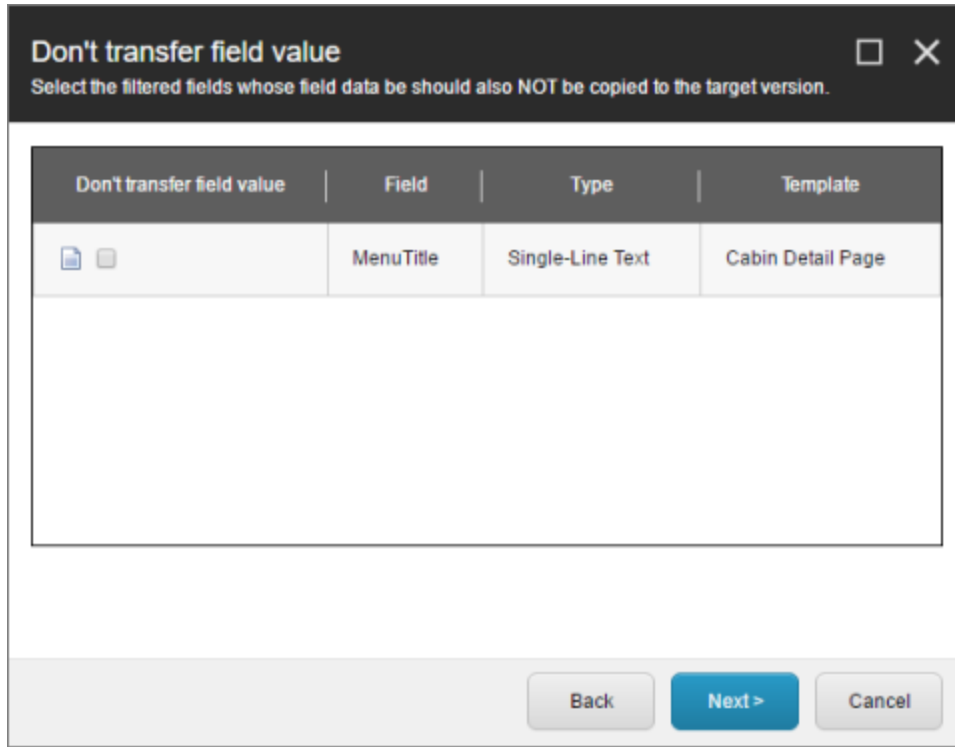 Don't transfer field value
Select the filtered fields whose field data be should also NOT be copied to the target version.
Don't transfer field value Field Type Template
MenuTitle Single-Line Text Cabin Detail Page
Back Next > Cancel